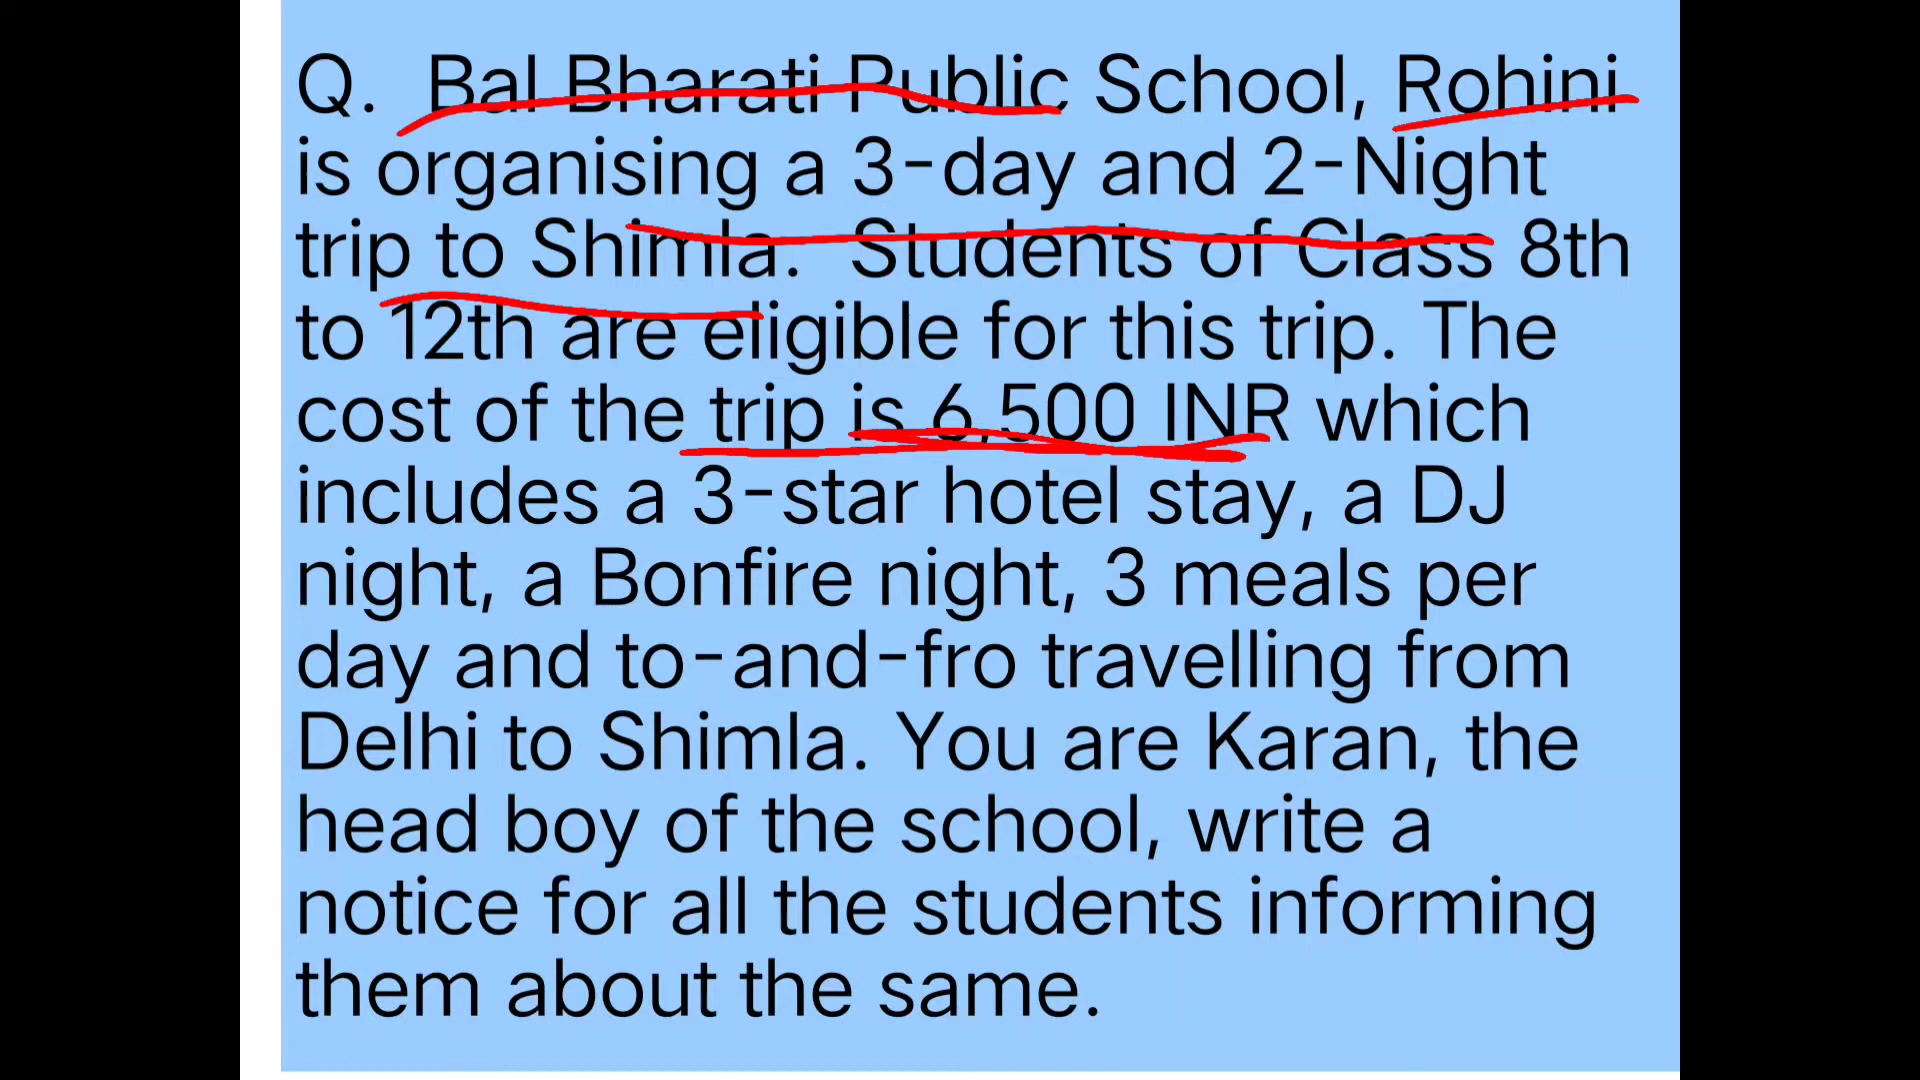 Q. Bal Bharati Public School, Rohini
is organising a 3-day and 2-Night
trip to Shimla. Students of Class 8th
to 12th are eligible for this trip. The
cost of the trip is 6,500 INR which
includes a 3-star hotel stay, a DJ
night, a Bonfire night, 3 meals per
day and to-and-fro travelling from
Delhi to Shimla. You are Karan, the
head boy of the school, write a
notice for all the students informing
them about the same.